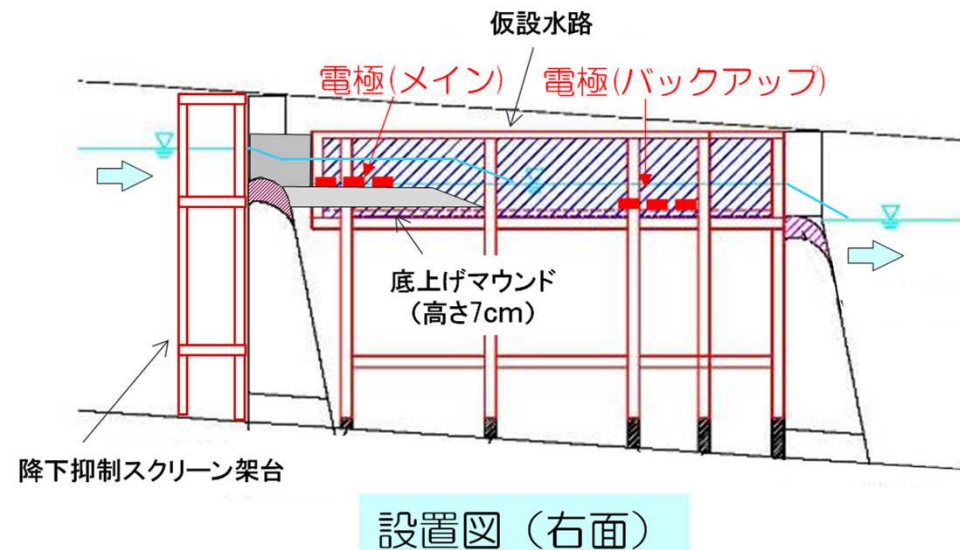 仮設水路
電極(メイン)
電極(バックアップ)
底上げマウンド
(高さ7cm)
降下抑制スクリーン架台
設置図（右面）